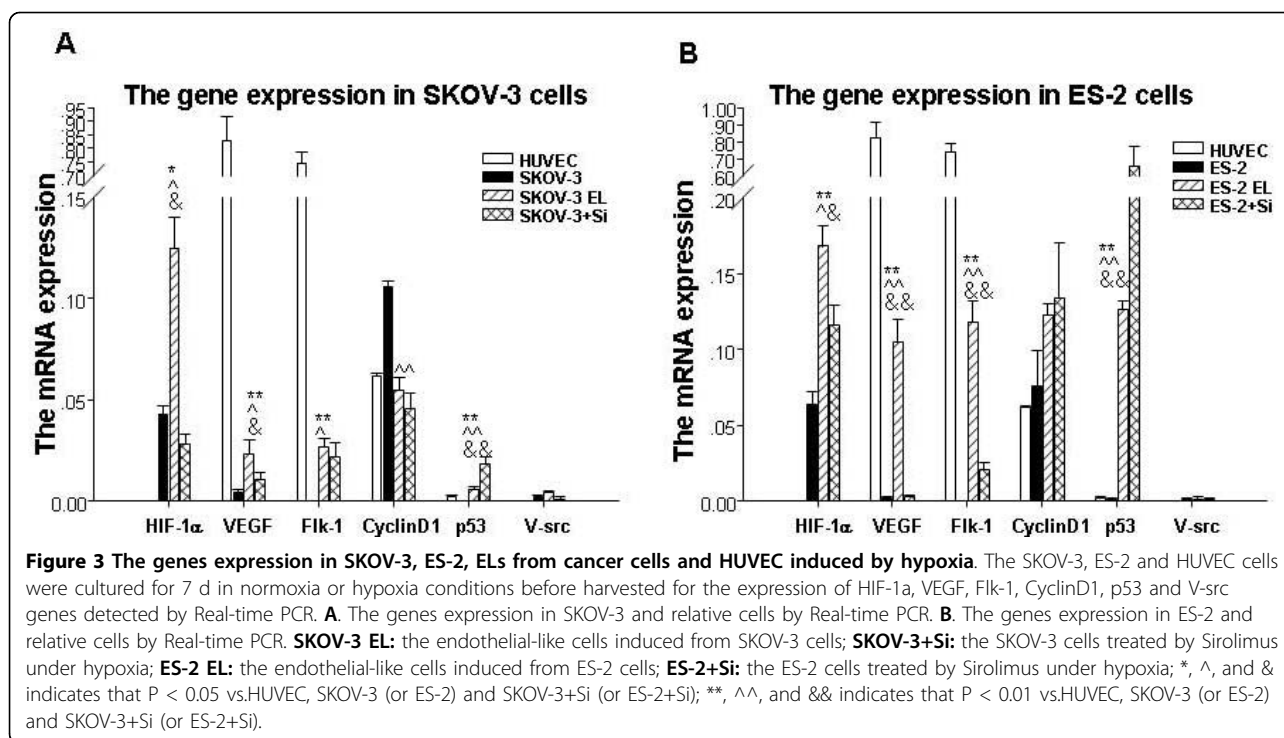 A
The gene expression in SKOV-3 cells
.95
.90
.85
.80
.75
.70
.15
.10
.05
0.00
The mRNA expression
HUVEC
SKOV-3
SKOV-3 EL
SKOV-3+Si
*
^
&
**
^
&
**
^
^^
**
^^
&&
HIF-1α VEGF Flk-1 CyclinD1 p53 V-src
B
The gene expression in ES-2 cells
1.00
.90
.80
.70
.60
.20
.15
.10
.05
0.00
The mRNA expression
HUVEC
ES-2
ES-2 EL
ES-2+Si
**
^&
**
^^
&&
**
^^
&&
**
^^
&&
HIF-1α VEGF Flk-1 CyclinD1 p53 V-src
Figure 3 The genes expression in SKOV-3, ES-2, ELs from cancer cells and HUVEC induced by hypoxia. The SKOV-3, ES-2 and HUVEC cells
were cultured for 7 d in normoxia or hypoxia conditions before harvested for the expression of HIF-1a, VEGF, Flk-1, CyclinD1, p53 and V-src
genes detected by Real-time PCR. A. The genes expression in SKOV-3 and relative cells by Real-time PCR. B. The genes expression in ES-2 and
relative cells by Real-time PCR. SKOV-3 EL: the endothelial-like cells induced from SKOV-3 cells; SKOV-3+Si: the SKOV-3 cells treated by Sirolimus
under hypoxia; ES-2 EL: the endothelial-like cells induced from ES-2 cells; ES-2+Si: the ES-2 cells treated by Sirolimus under hypoxia; *, ^, and &
indicates that P < 0.05 vs.HUVEC, SKOV-3 (or ES-2) and SKOV-3+Si (or ES-2+Si); **, ^^, and && indicates that P < 0.01 vs.HUVEC, SKOV-3 (or ES-2)
and SKOV-3+Si (or ES-2+Si).